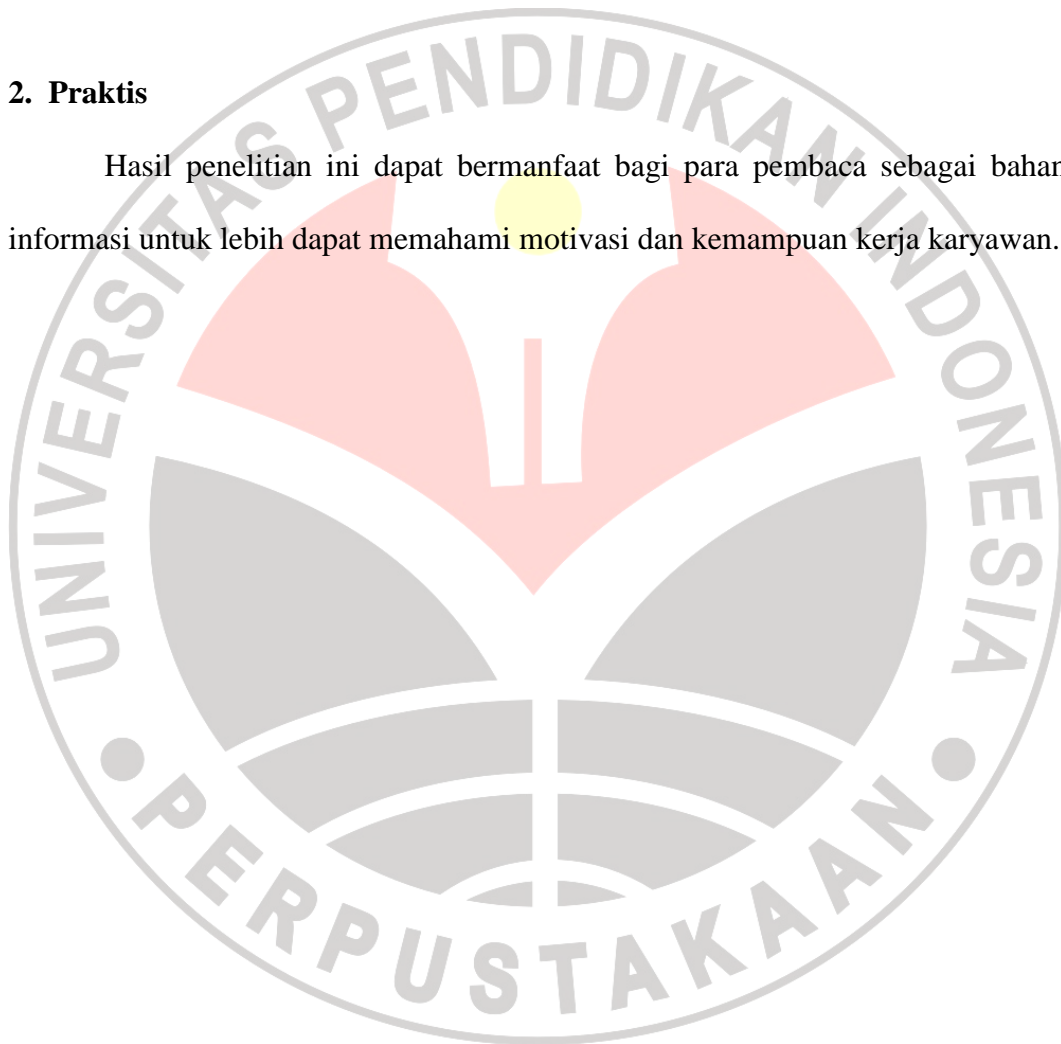 2. Praktis
Hasil penelitian ini dapat bermanfaat bagi para pembaca sebagai bahan
informasi untuk lebih dapat memahami motivasi dan kemampuan kerja karyawan.
UNIVERSITAS PENDIDIKAN INDONESIA
PERPUSTAKAAN